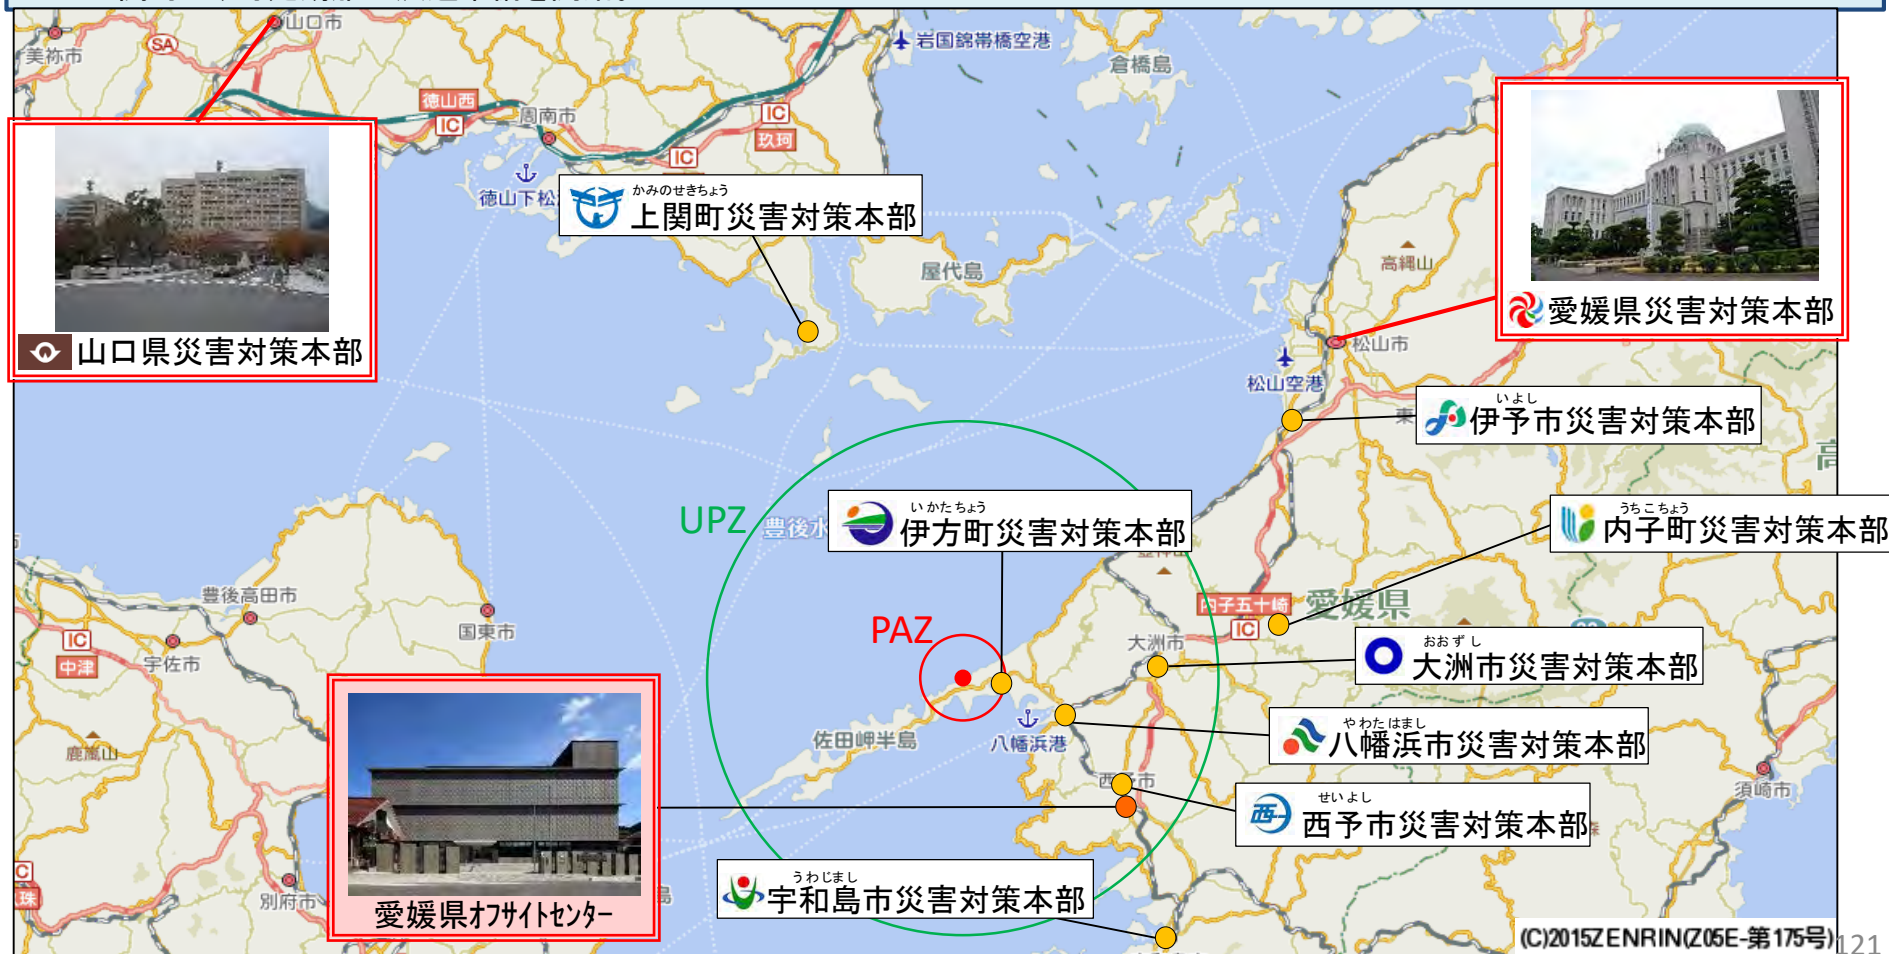 山口市
美祢市
SA
岩国錦帯橋空港
倉橋島
徳山西
IC
周南市
IC
玖珂
IC
徳山下松
かみのせきちょう
上関町災害対策本部
屋代島
高縄山
山口県災害対策本部
愛媛県災害対策本部
松山市
松山空港
いよし
伊予市災害対策本部
東
高
UPZ
豊後水
いかたちょう
伊方町災害対策本部
うちこちょう
内子町災害対策本部
豊後高田市
国東市
IC
中津
宇佐市
PAZ
内子五十崎
IC
愛媛県
大洲市
おおずし
大洲市災害対策本部
佐田岬半島
八幡浜港
やわたはまし
八幡浜市災害対策本部
鹿嵐山
西予市
せいよし
西予市災害対策本部
須崎市
森
うわじまし
宇和島市災害対策本部
C
珠
別府市
島
愛媛県オフサイトセンター
(C)2015ZENRIN(Z05E-第175号)
121